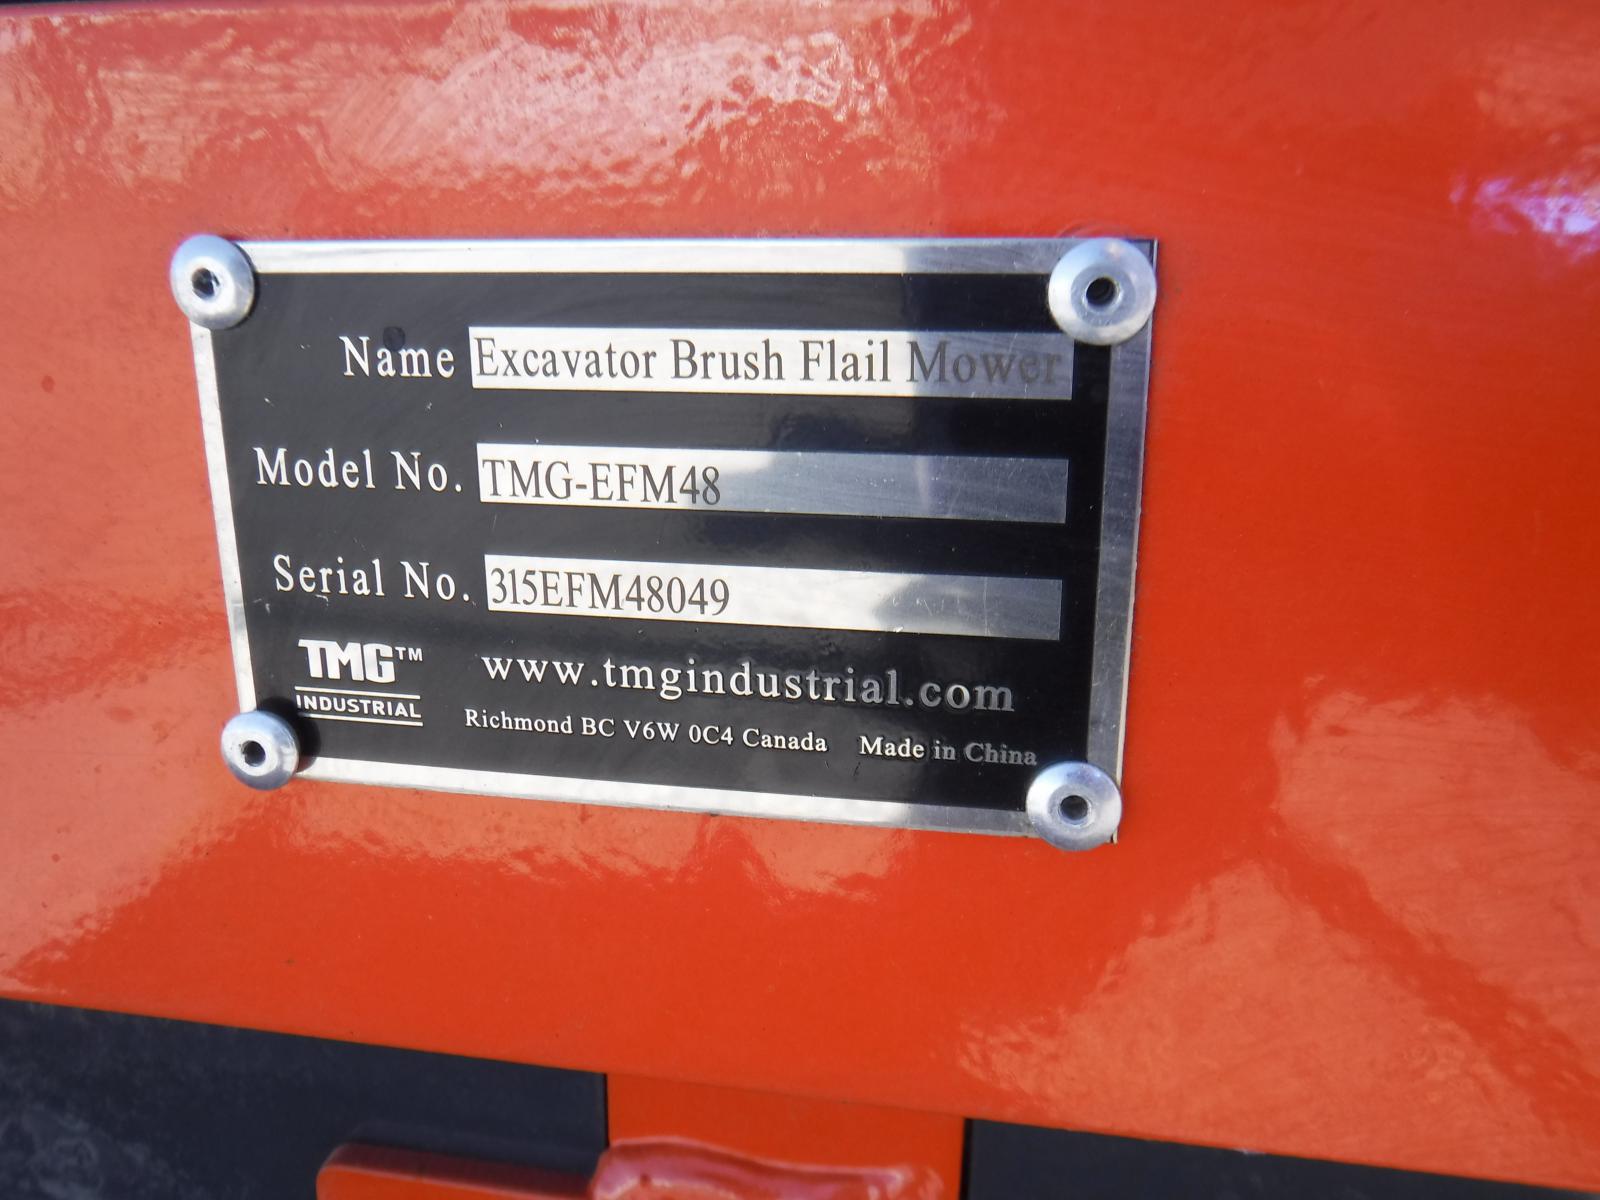 Name Excavator Brush Flail Mower
Model No. TMG-EFM48
Serial No. 315EFM48049
TMG™
INDUSTRIAL
www.tmgindustrial.com
Richmond BC V6W 0C4 Canada Made in China